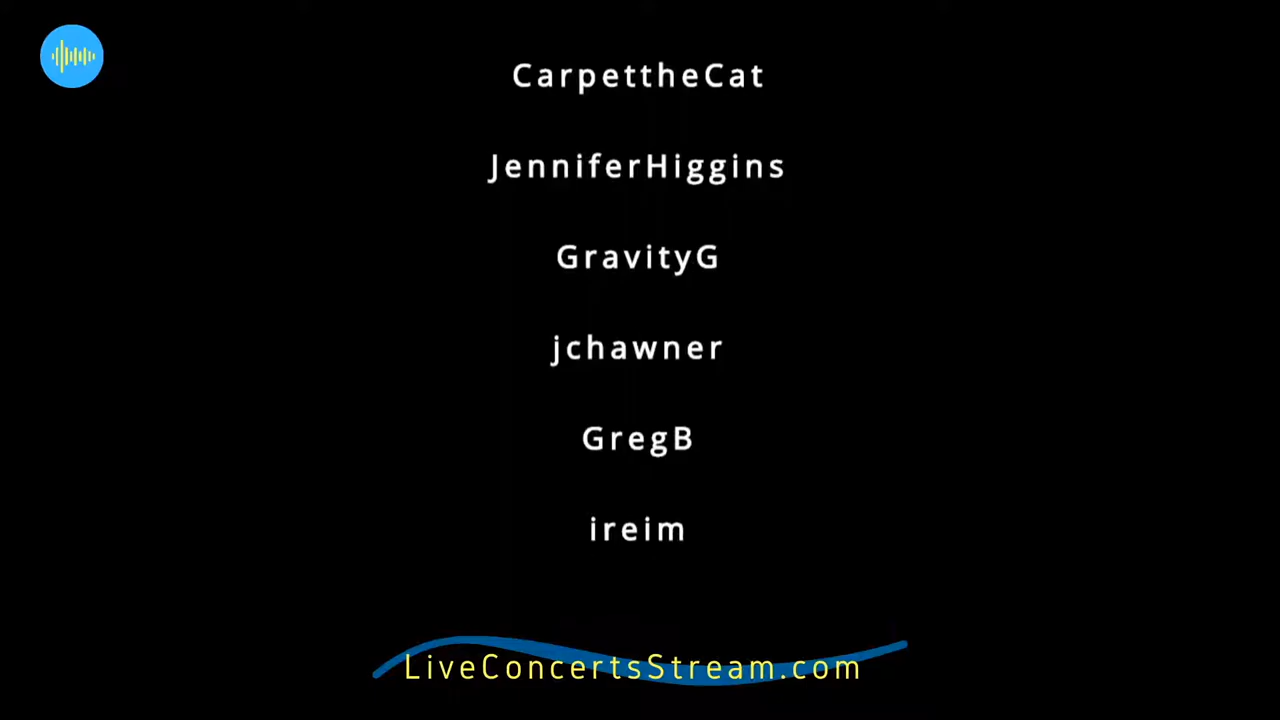 CarpettheCat
JenniferHiggins
GravityG
jchawner
GregB
ireim
LiveConcertsStream.com